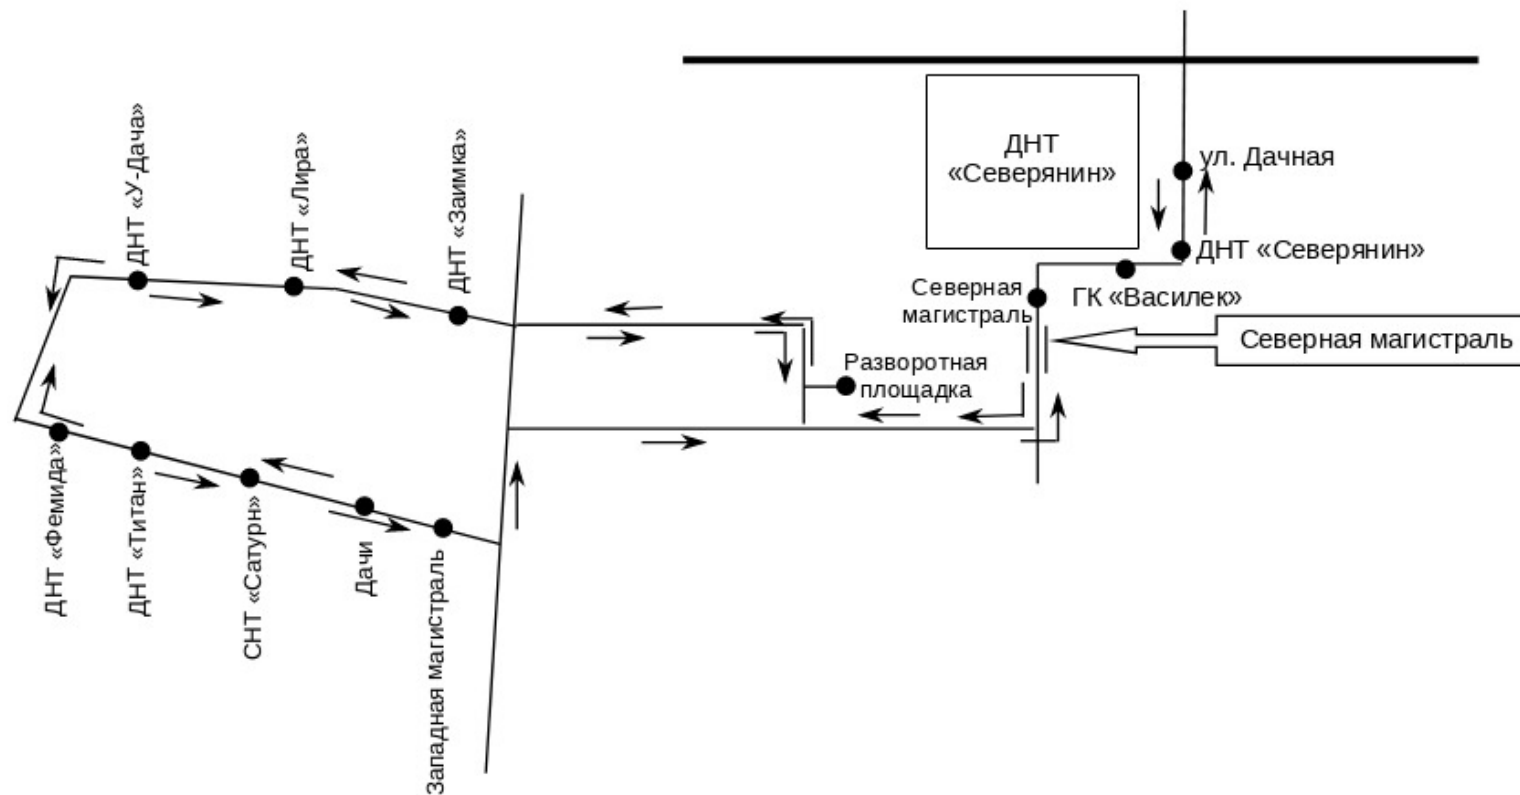 ДНТ «У-Дача»
ДНТ «Лира»
ДНТ «Заимка»
ДНТ
«Северянин»
ул. Дачная
ДНТ «Северянин»
ГК «Василек»
Северная
магистраль
Северная магистраль
Разворотная
площадка
ДНТ «Фемида»
ДНТ «Титан»
СНТ «Сатурн»
Дачи
Западная магистраль